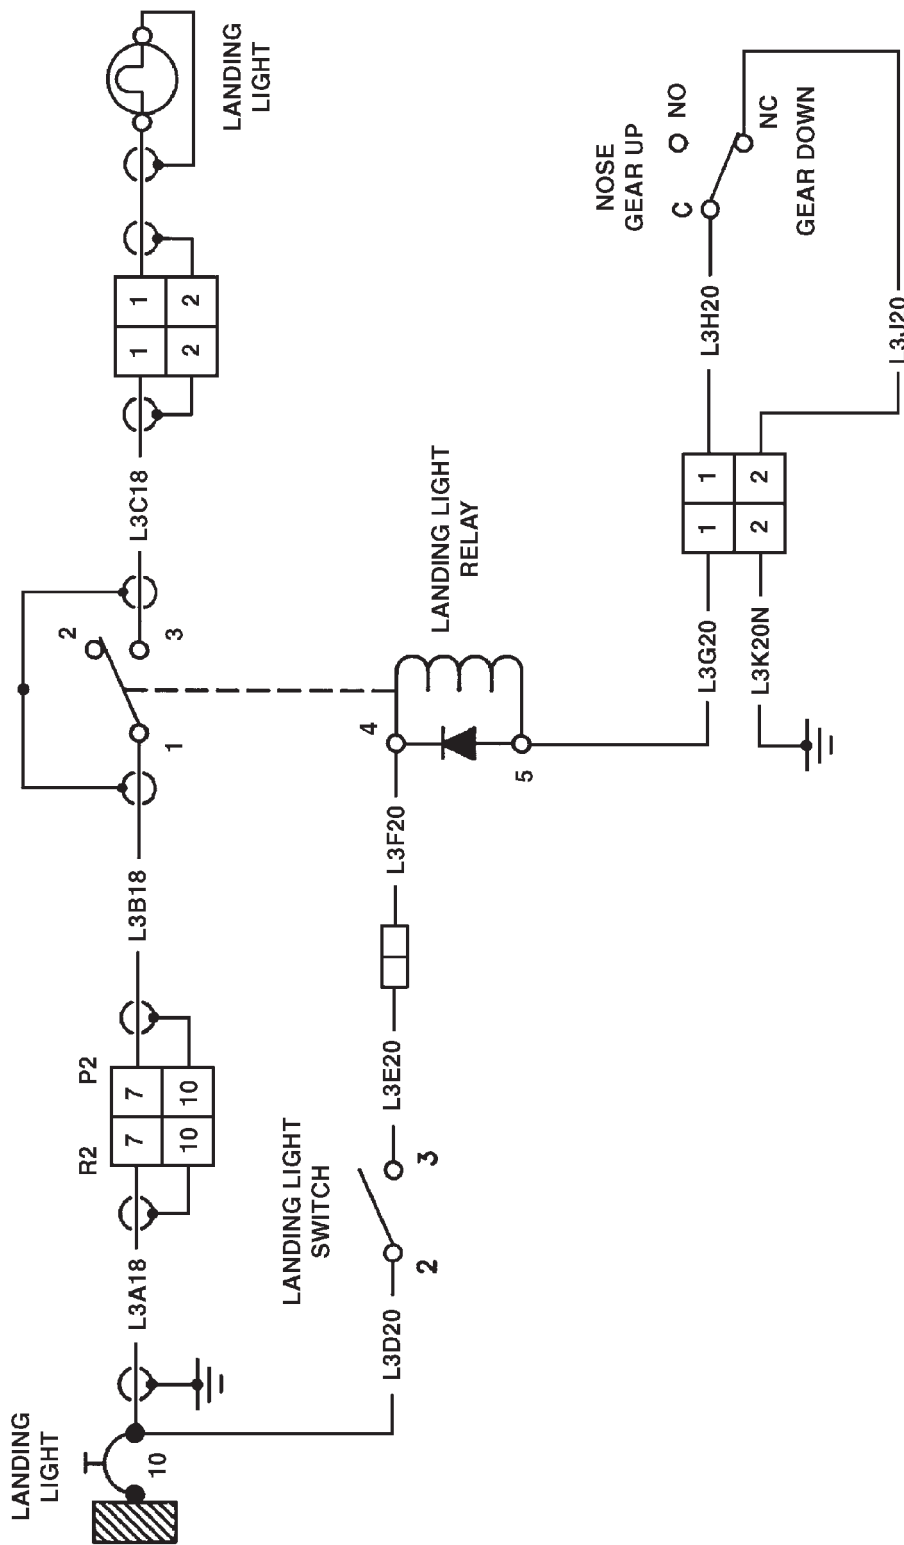 LANDING
LIGHT
10
L3A18
R2
P2
7
7
10
10
L3B18
1
2
3
L3C18
1
1
2
2
LANDING
LIGHT
L3D20
LANDING LIGHT
SWITCH
2
3
L3E20
L3F20
4
5
LANDING LIGHT
RELAY
L3G20
L3K20N
1
1
2
2
L3H20
L3J20
NOSE
GEAR UP
C
NO
NC
GEAR DOWN